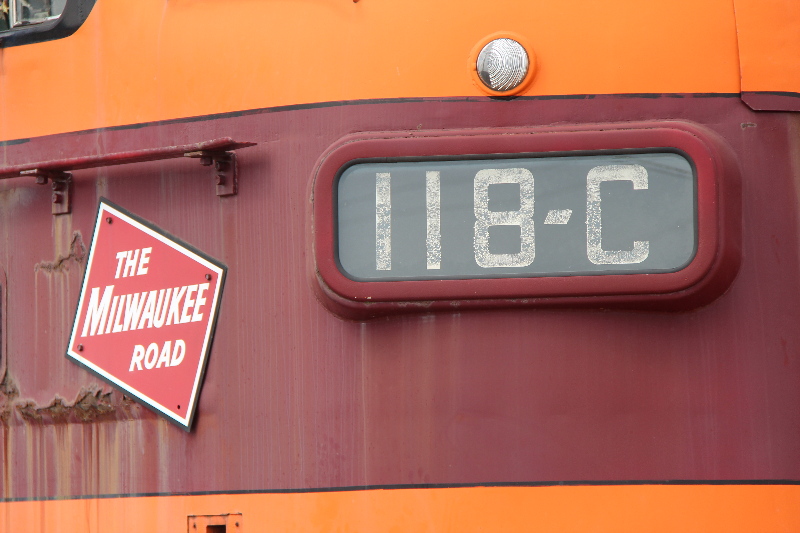 THE
MILWAUKEE
ROAD
118-C